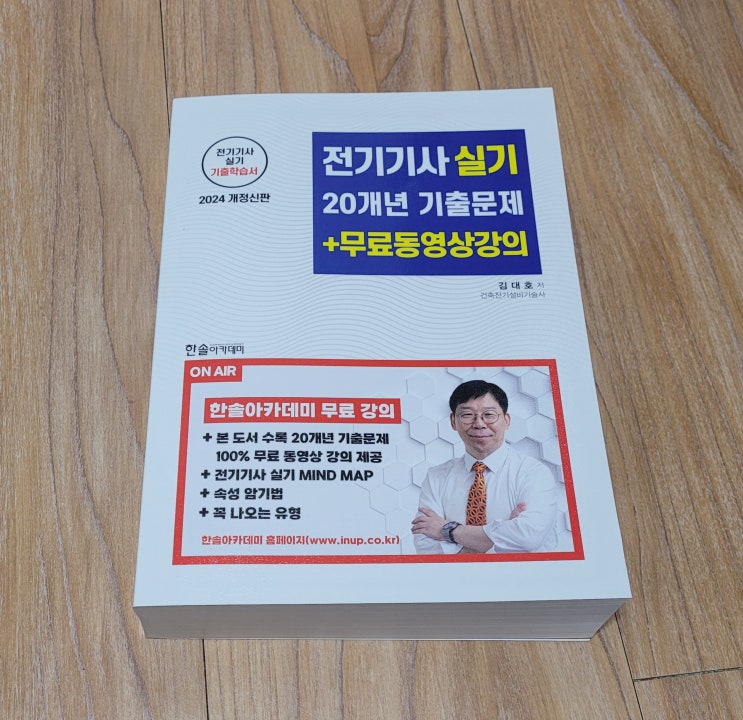 전기기사
실기
기출학습서
2024 개정신판
전기기사 실기
20개년 기출문제
+무료동영상강의
김대호 저
건축전기설비기술사
한솔아카데미
ON AIR
한솔아카데미 무료 강의
+ 본 도서 수록 20개년 기출문제
100% 무료 동영상 강의 제공
+ 전기기사 실기 MIND MAP
+ 속성 암기법
+ 꼭 나오는 유형
한솔아카데미 홈페이지(www.inup.co.kr)